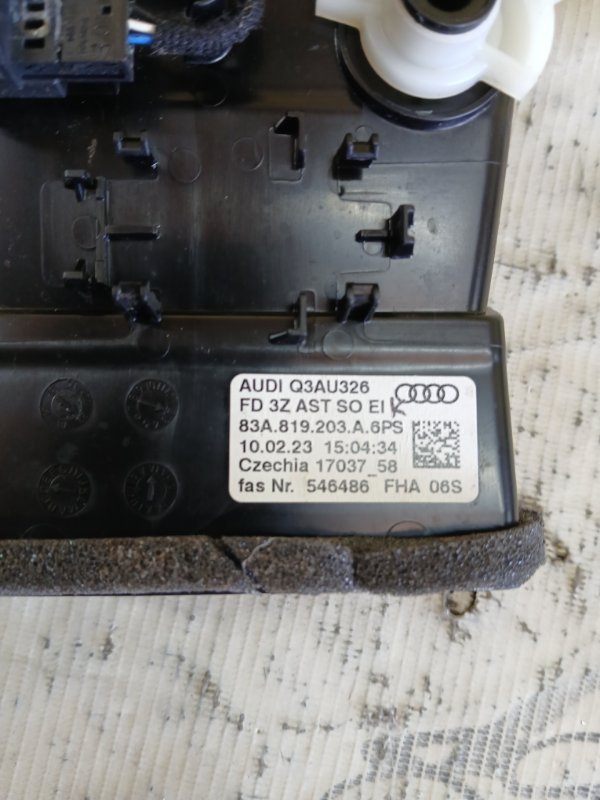 AUDI Q3AU326
FD 3Z AST SO EI K
83A.819.203.A.6PS
10.02.23 15:04:34
Czechia 17037_58
fas Nr. 546486 FHA 06S